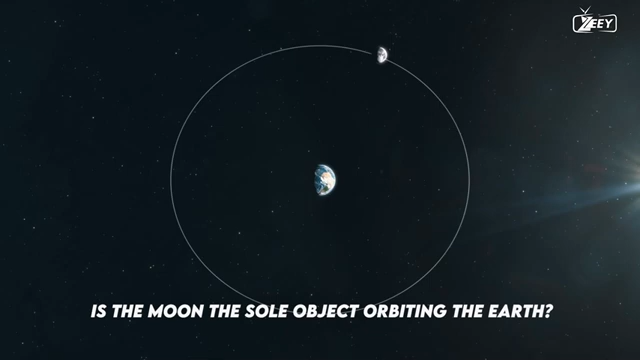 ZEEY
IS THE MOON THE SOLE OBJECT ORBITING THE EARTH?